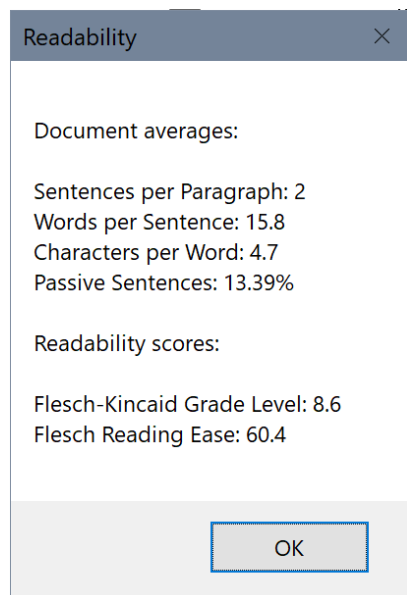 Readability
Document averages:
Sentences per Paragraph: 2
Words per Sentence: 15.8
Characters per Word: 4.7
Passive Sentences: 13.39%
Readability scores:
Flesch-Kincaid Grade Level: 8.6
Flesch Reading Ease: 60.4
OK